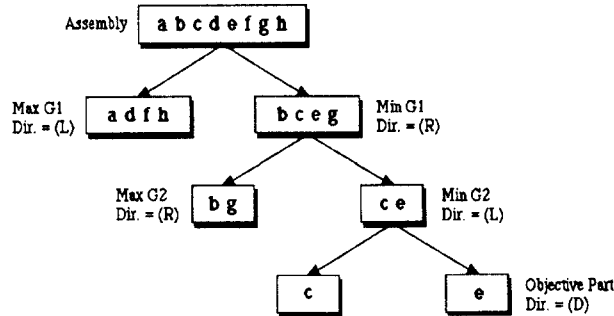 Assembly
a b c d e f g h
Max G1
Dir. = (L)
a d f h
b c e g
Min G1
Dir. = (R)
Max G2
Dir. = (R)
b g
c e
Min G2
Dir. = (L)
c
e
Objective Part
Dir. = (D)